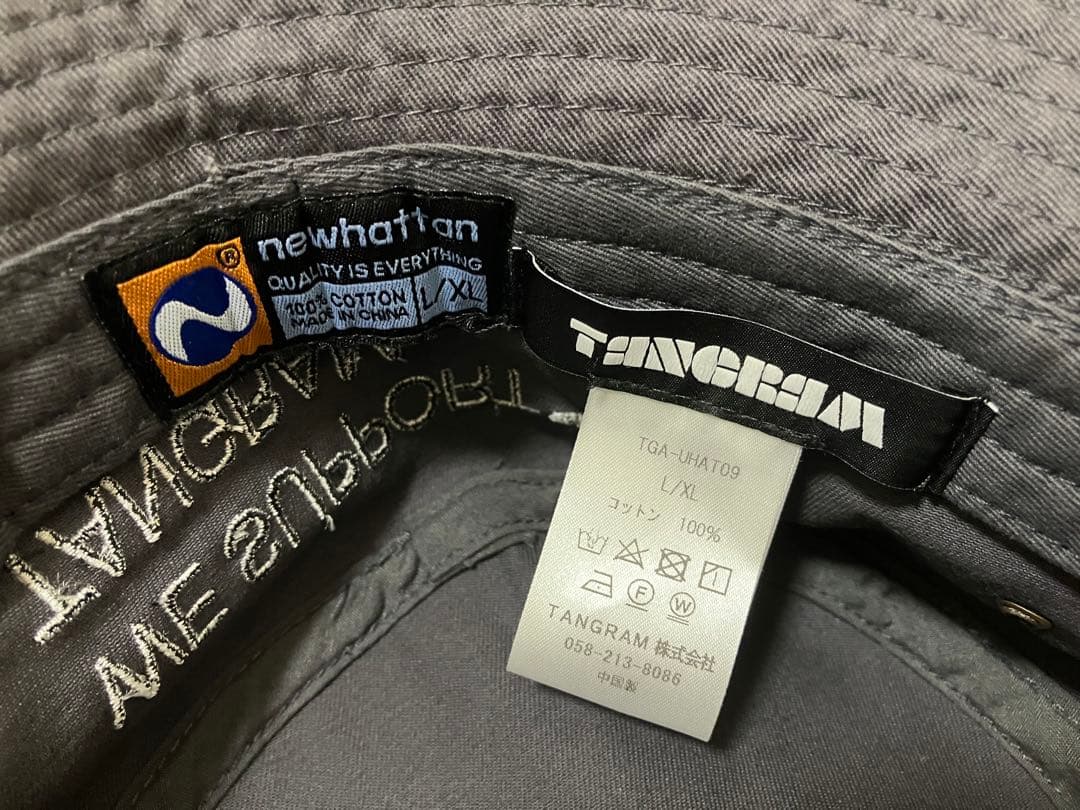 newhattan
QUALITY IS EVERYTHING
100% COTTON
MADE IN CHINA
L/XL
®
TANGRAM
TGA-UHAT09
L/XL
コットン 100%
TANGRAM 株式会社
058-213-8086
中国製
TANGRAM
WE SUPPORT